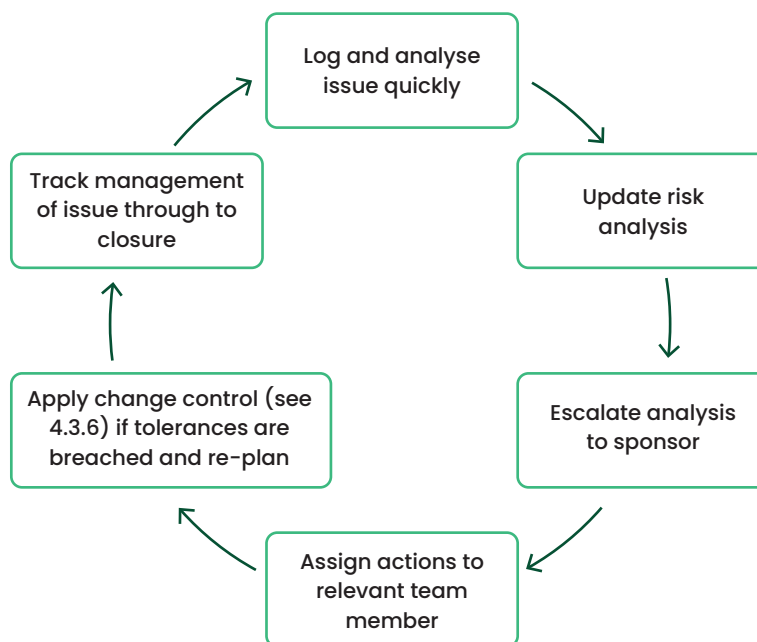 Log and analyse
issue quickly
Update risk
analysis
Escalate analysis
to sponsor
Assign actions to
relevant team
member
Apply change control (see
4.3.6) if tolerances are
breached and re-plan
Track management
of issue through to
closure